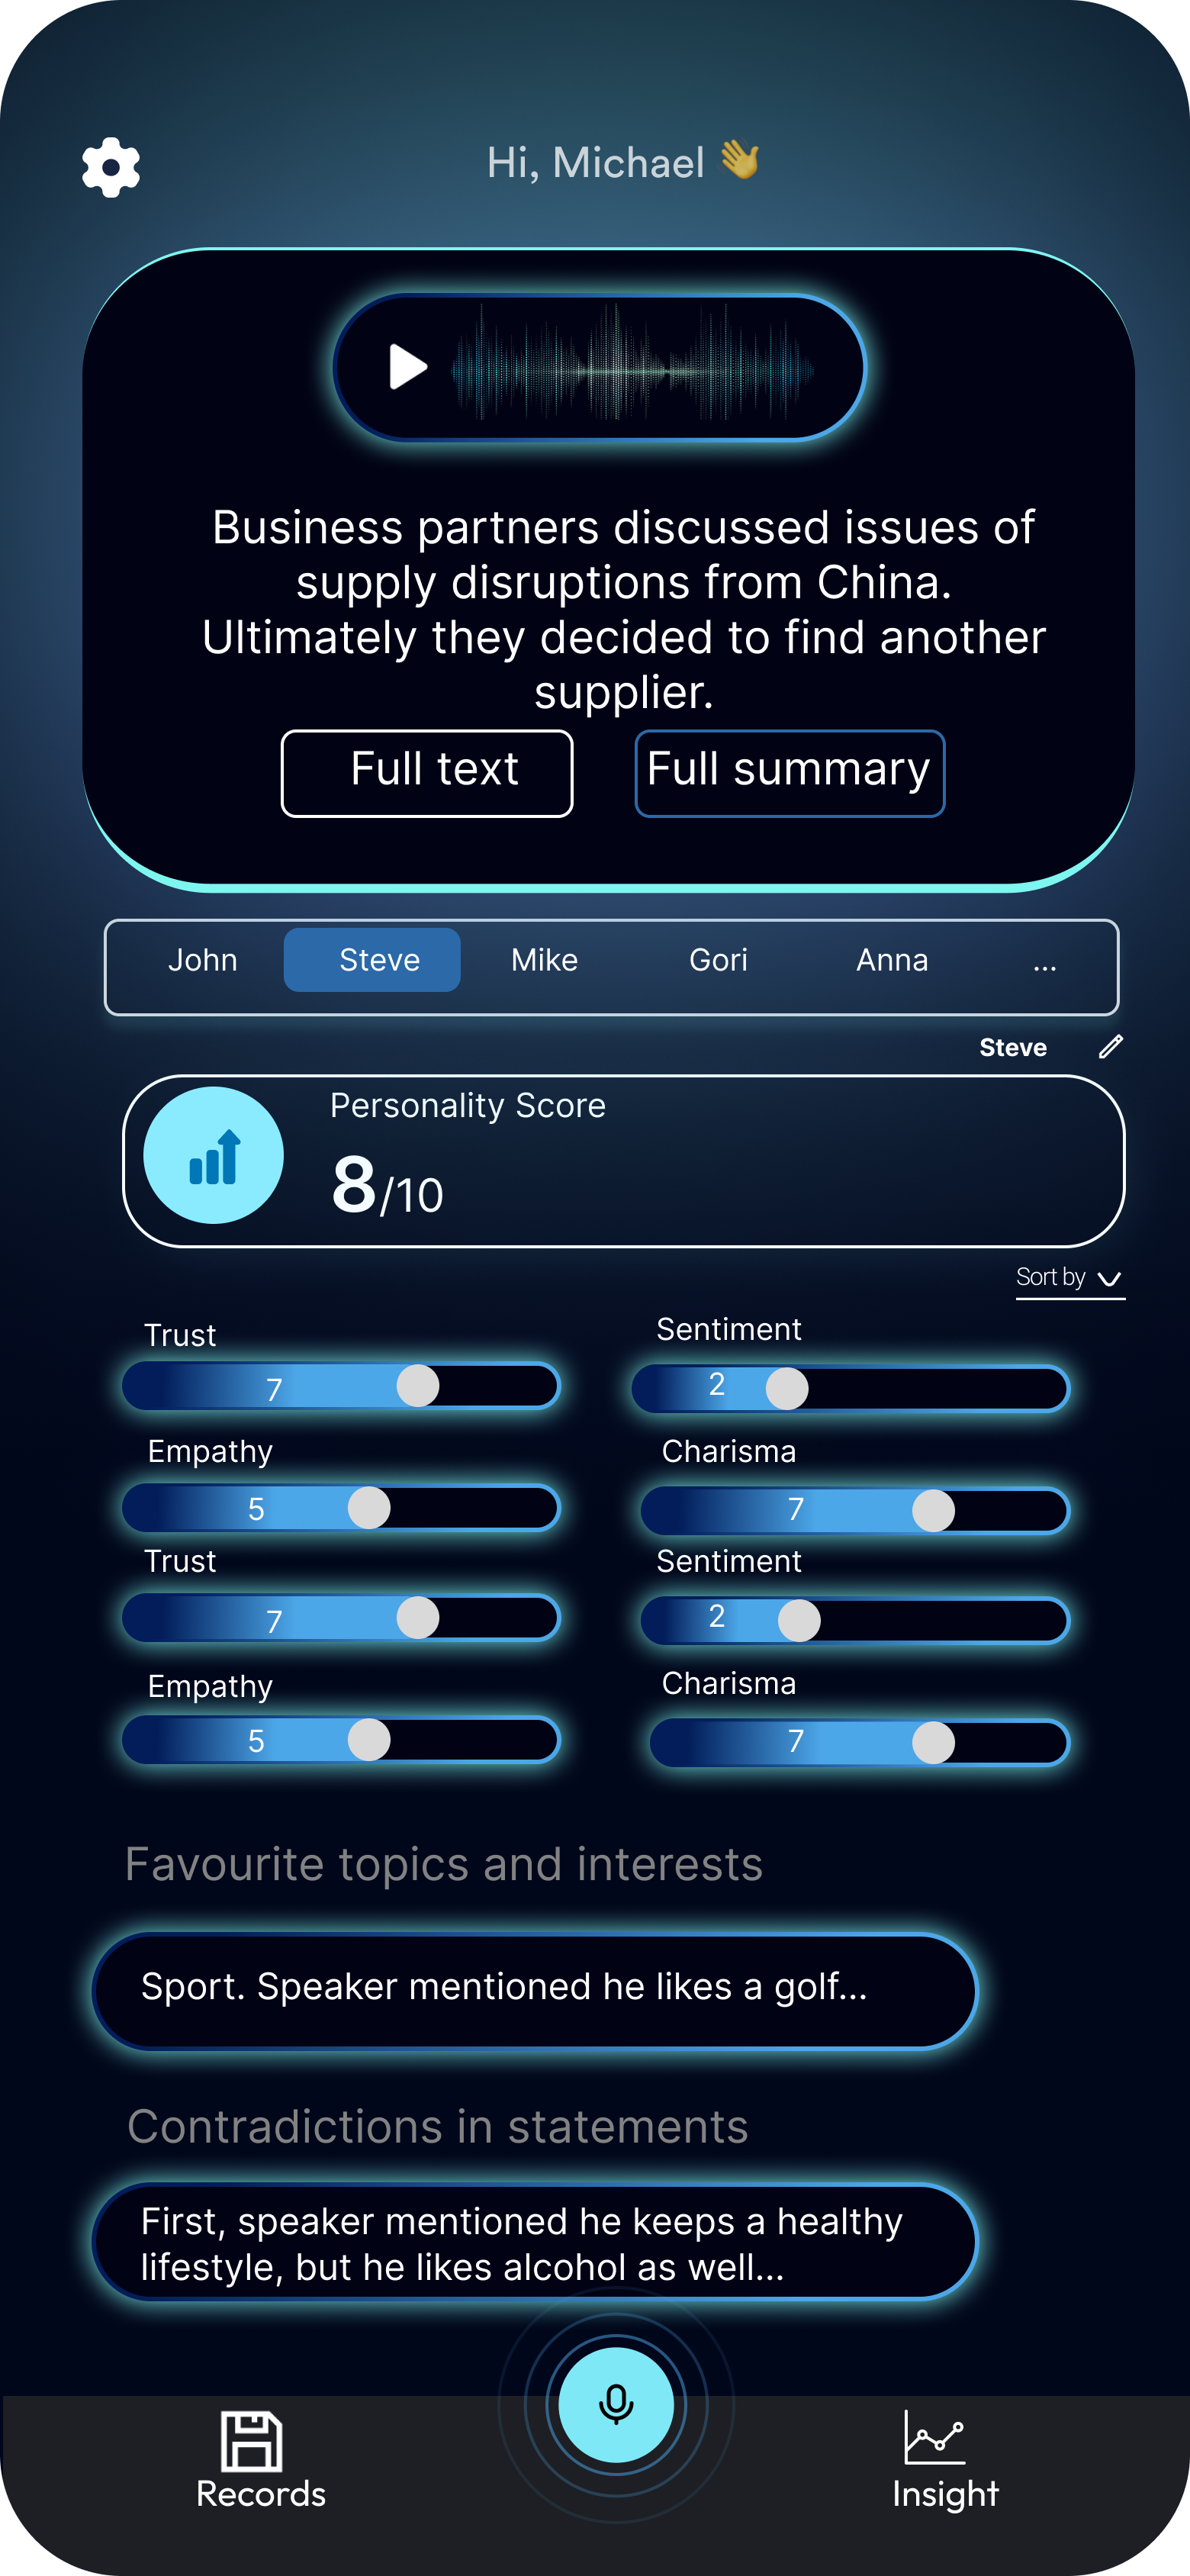 Hi, Michael 👋
Business partners discussed issues of
supply disruptions from China.
Ultimately they decided to find another
supplier.
Full text
Full summary
John
Steve
Mike
Gori
Anna
...
Steve
Personality Score
8/10
Sort by
Trust
7
Sentiment
2
Empathy
5
Charisma
7
Trust
7
Sentiment
2
Empathy
5
Charisma
7
Favourite topics and interests
Sport. Speaker mentioned he likes a golf...
Contradictions in statements
First, speaker mentioned he keeps a healthy
lifestyle, but he likes alcohol as well...
Records
Insight